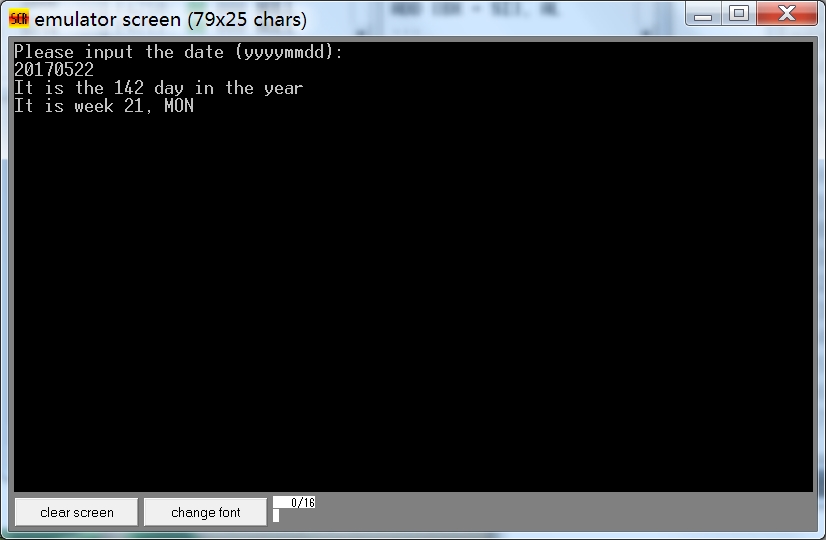 SCR emulator screen (79x25 chars)
Please input the date (yyyymmdd):
20170522
It is the 142 day in the year
It is week 21, MON
clear screen change font 0/16